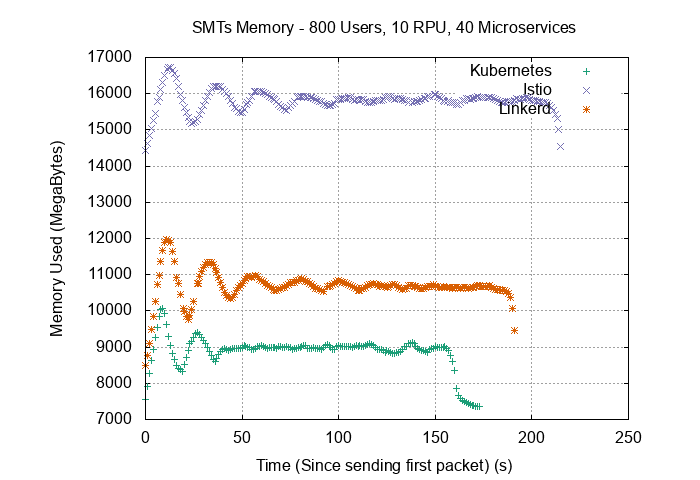 SMTs Memory - 800 Users, 10 RPU, 40 Microservices
17000
16000
15000
14000
13000
12000
11000
10000
9000
8000
7000
Memory Used (MegaBytes)
Kubernetes
Istio
Linkerd
0 50 100 150 200 250
Time (Since sending first packet) (s)